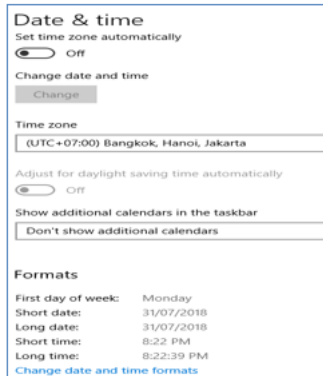 Date & time
Set time zone automatically
Off
Change date and time
Change
Time zone
(UTC+07:00) Bangkok, Hanoi, Jakarta
Adjust for daylight saving time automatically
Off
Show additional calendars in the taskbar
Don't show additional calendars
Formats
First day of week: Monday
Short date: 31/07/2018
Long date: 31/07/2018
Short time: 8:22 PM
Long time: 8:22:39 PM
Change date and time formats